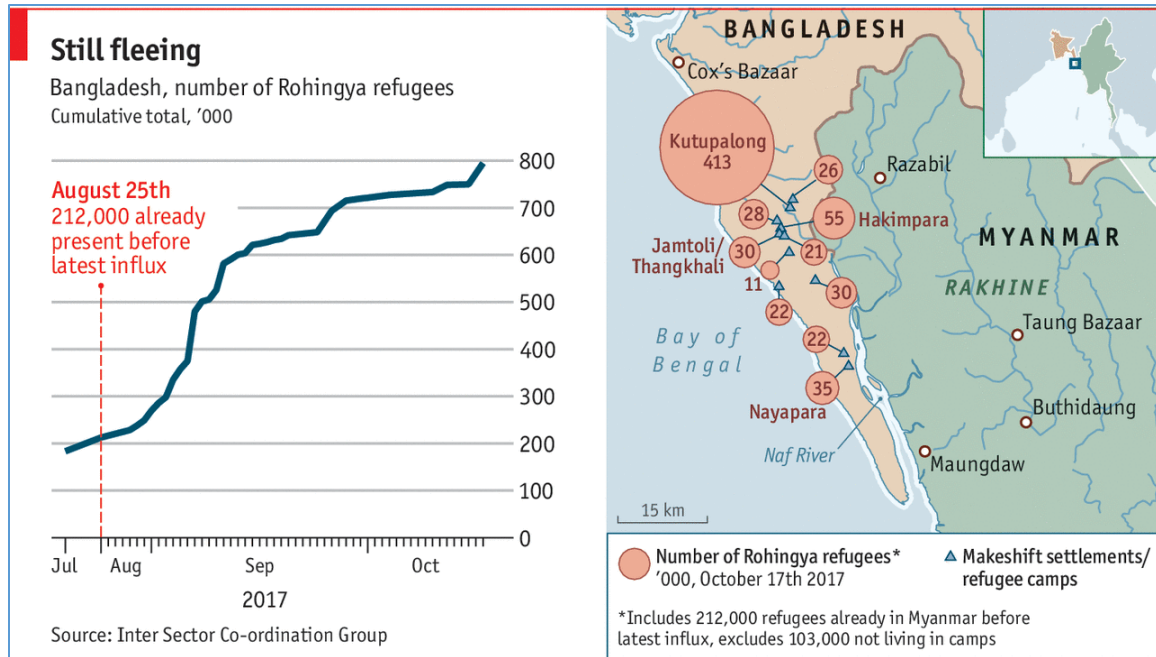 Still fleeing
Bangladesh, number of Rohingya refugees
Cumulative total, ’000
August 25th
212,000 already
present before
latest influx
800
700
600
500
400
300
200
100
0
Jul
Aug
Sep
Oct
2017
Source: Inter Sector Co-ordination Group
BANGLADESH
Cox’s Bazaar
Kutupalong
413
26
Razabil
28
55
Hakimpara
MYANMAR
Jamtoli/
Thangkhali
30
21
11
30
RAKHINE
22
Taung Bazaar
Bay of
Bengal
22
35
Nayapara
Buthidaung
Naf River
Maungdaw
15 km
Number of Rohingya refugees*
’000, October 17th 2017
Makeshift settlements/
refugee camps
*Includes 212,000 refugees already in Myanmar before
latest influx, excludes 103,000 not living in camps